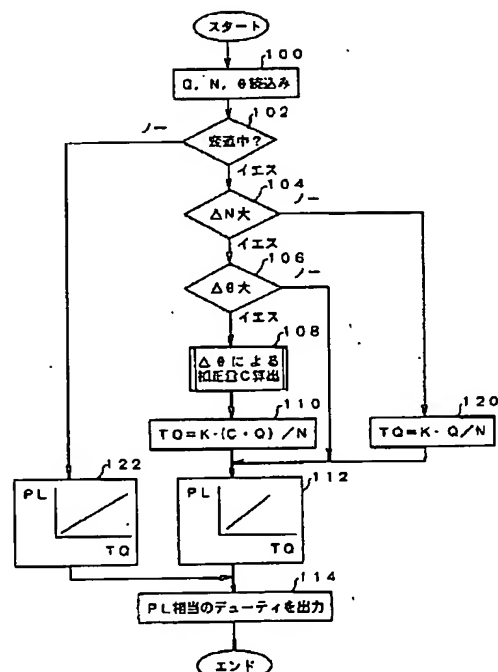 スタート
100
Q, N, θ読込み
102
変速中?
ノー
イエス
104
ΔN大
ノー
イエス
106
Δθ大
ノー
イエス
108
Δθによる
補正量C算出
110
TQ=K·(C·Q)/N
120
TQ=K·Q/N
122
PL
TQ
112
PL
TQ
114
PL相当のデューティを出力
エンド